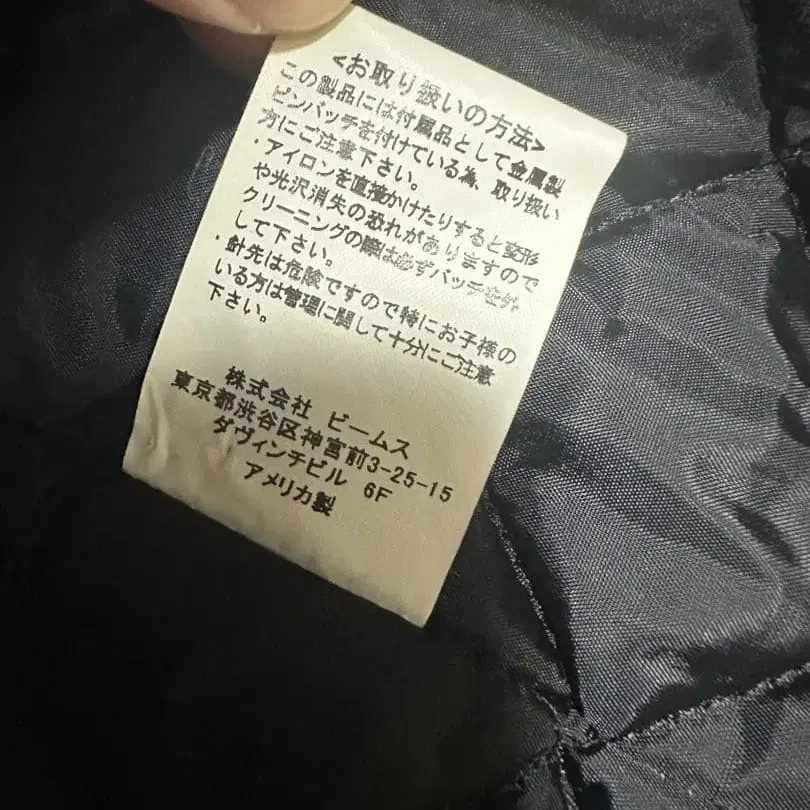 <お取り扱いの方法>
この製品には付属品として金属製
ピンバッチを付けている為、取り扱い
方にご注意下さい。
・アイロンを直接かけたりすると変形
や光沢消失の恐れがありますので
クリーニングの際は必ずバッチを外
して下さい。
・針先は危険ですので特にお子様の
いる方は管理に関して十分にご注意
下さい。
株式会社 ビームス
東京都渋谷区神宮前3-25-15
ダヴィンチビル 6F
アメリカ製